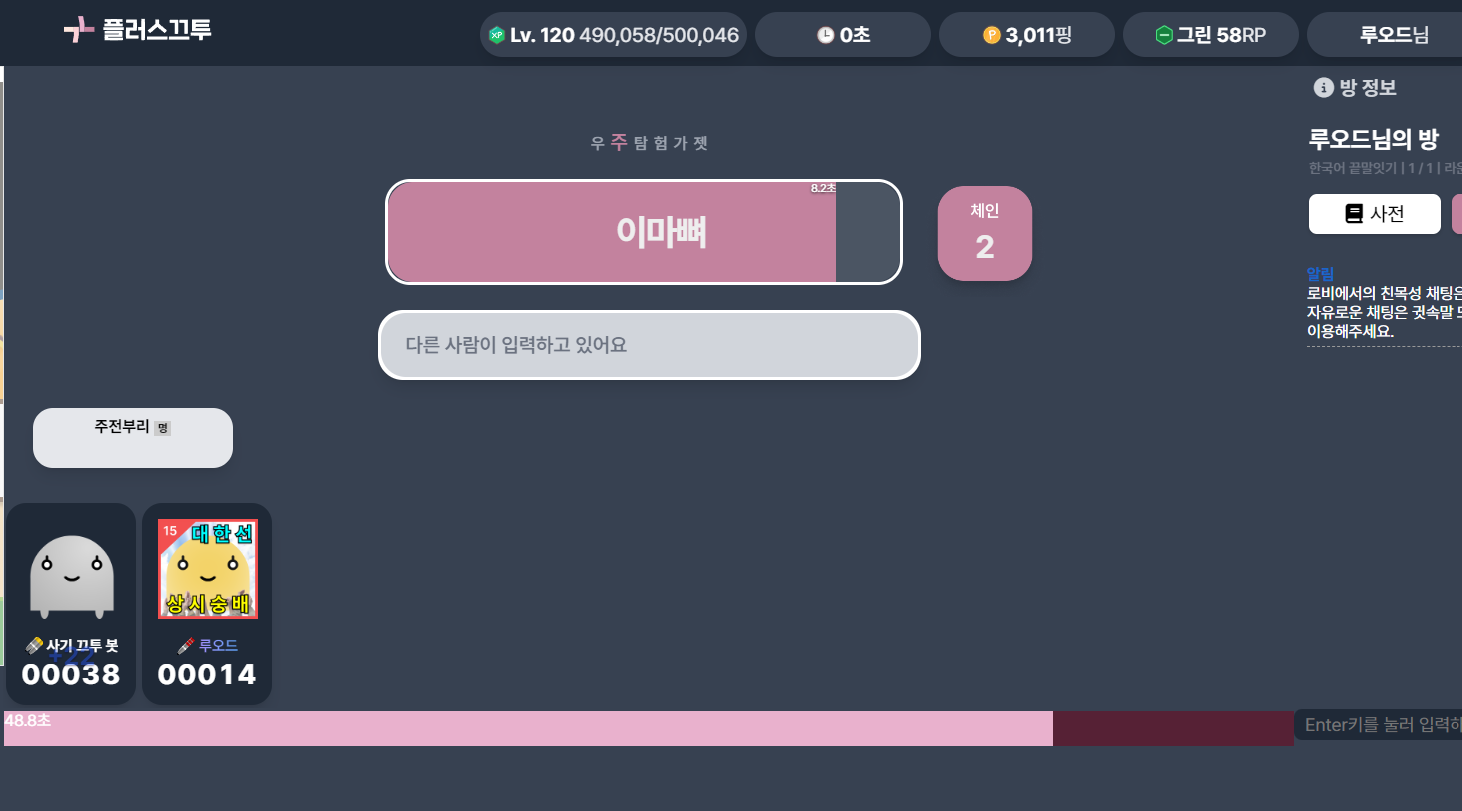 플러스끄투
Lv. 120 490,058/500,046
0초
3,011핑
그린 58RP
루오드님
방 정보
우주탐험가젯
루오드님의 방
한국어 끝말잇기 | 1 / 1 | 라운
8.2초
이마뼈
체인
2
사전
다른 사람이 입력하고 있어요
알림
로비에서의 친목성 채팅은
자유로운 채팅은 귓속말 또
이용해주세요.
주전부리 명
15 대한선
상시숭배
사기 끄투 봇
+22
00038
루오드
00014
48.8초
Enter키를 눌러 입력하